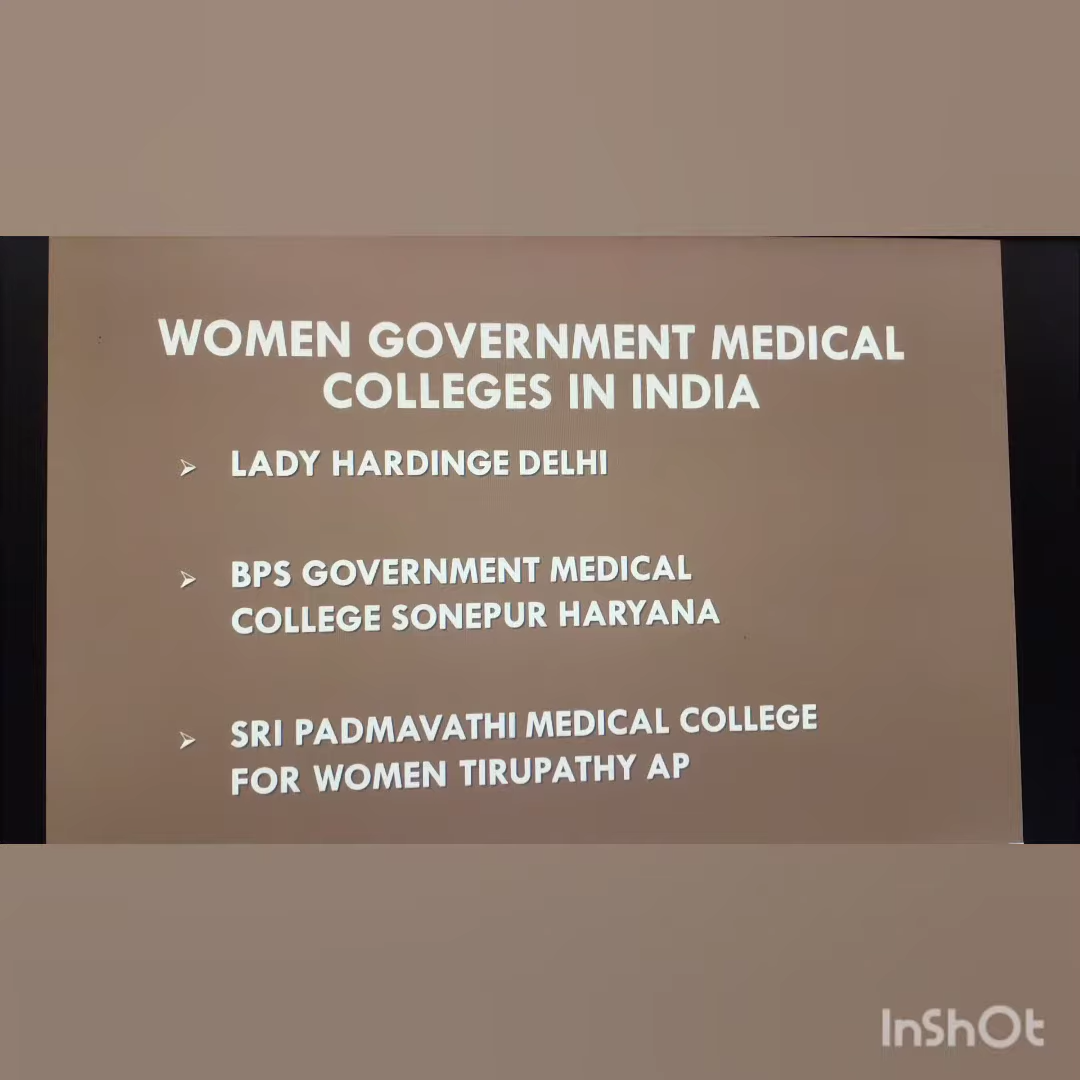 WOMEN GOVERNMENT MEDICAL
COLLEGES IN INDIA
➢ LADY HARDINGE DELHI
➢ BPS GOVERNMENT MEDICAL
COLLEGE SONEPUR HARYANA
➢ SRI PADMAVATHI MEDICAL COLLEGE
FOR WOMEN TIRUPATHY AP
InShOt